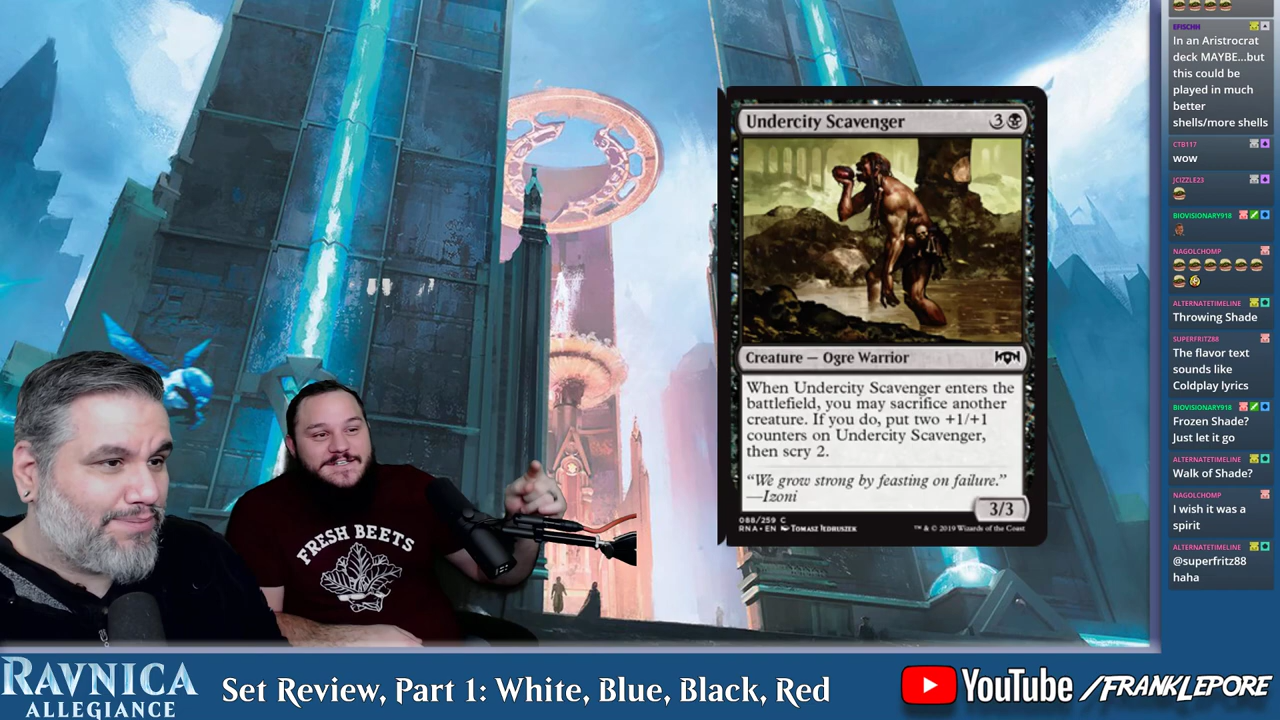 Undercity Scavenger 3
Creature — Ogre Warrior
When Undercity Scavenger enters the
battlefield, you may sacrifice another
creature. If you do, put two +1/+1
counters on Undercity Scavenger,
then scry 2.
“We grow strong by feasting on failure.”
—Izoni
3/3
088/259 C
RNA • EN Tomasz Jedruszek
™ & © 2019 Wizards of the Coast
FRESH BEETS
EFISCHH
In an Aristrocrat
deck MAYBE...but
this could be
played in much
better
shells/more shells
CTB117
wow
JCIZZLE23
BIOVISIONARY918
NAGOLCHOMP
ALTERNATETIMELINE
Throwing Shade
SUPERFRITZ88
The flavor text
sounds like
Coldplay lyrics
BIOVISIONARY918
Frozen Shade?
Just let it go
ALTERNATETIMELINE
Walk of Shade?
NAGOLCHOMP
I wish it was a
spirit
ALTERNATETIMELINE
@superfritz88
haha
RAVNICA
ALLEGIANCE
Set Review, Part 1: White, Blue, Black, Red
YouTube /FRANKLEPORE